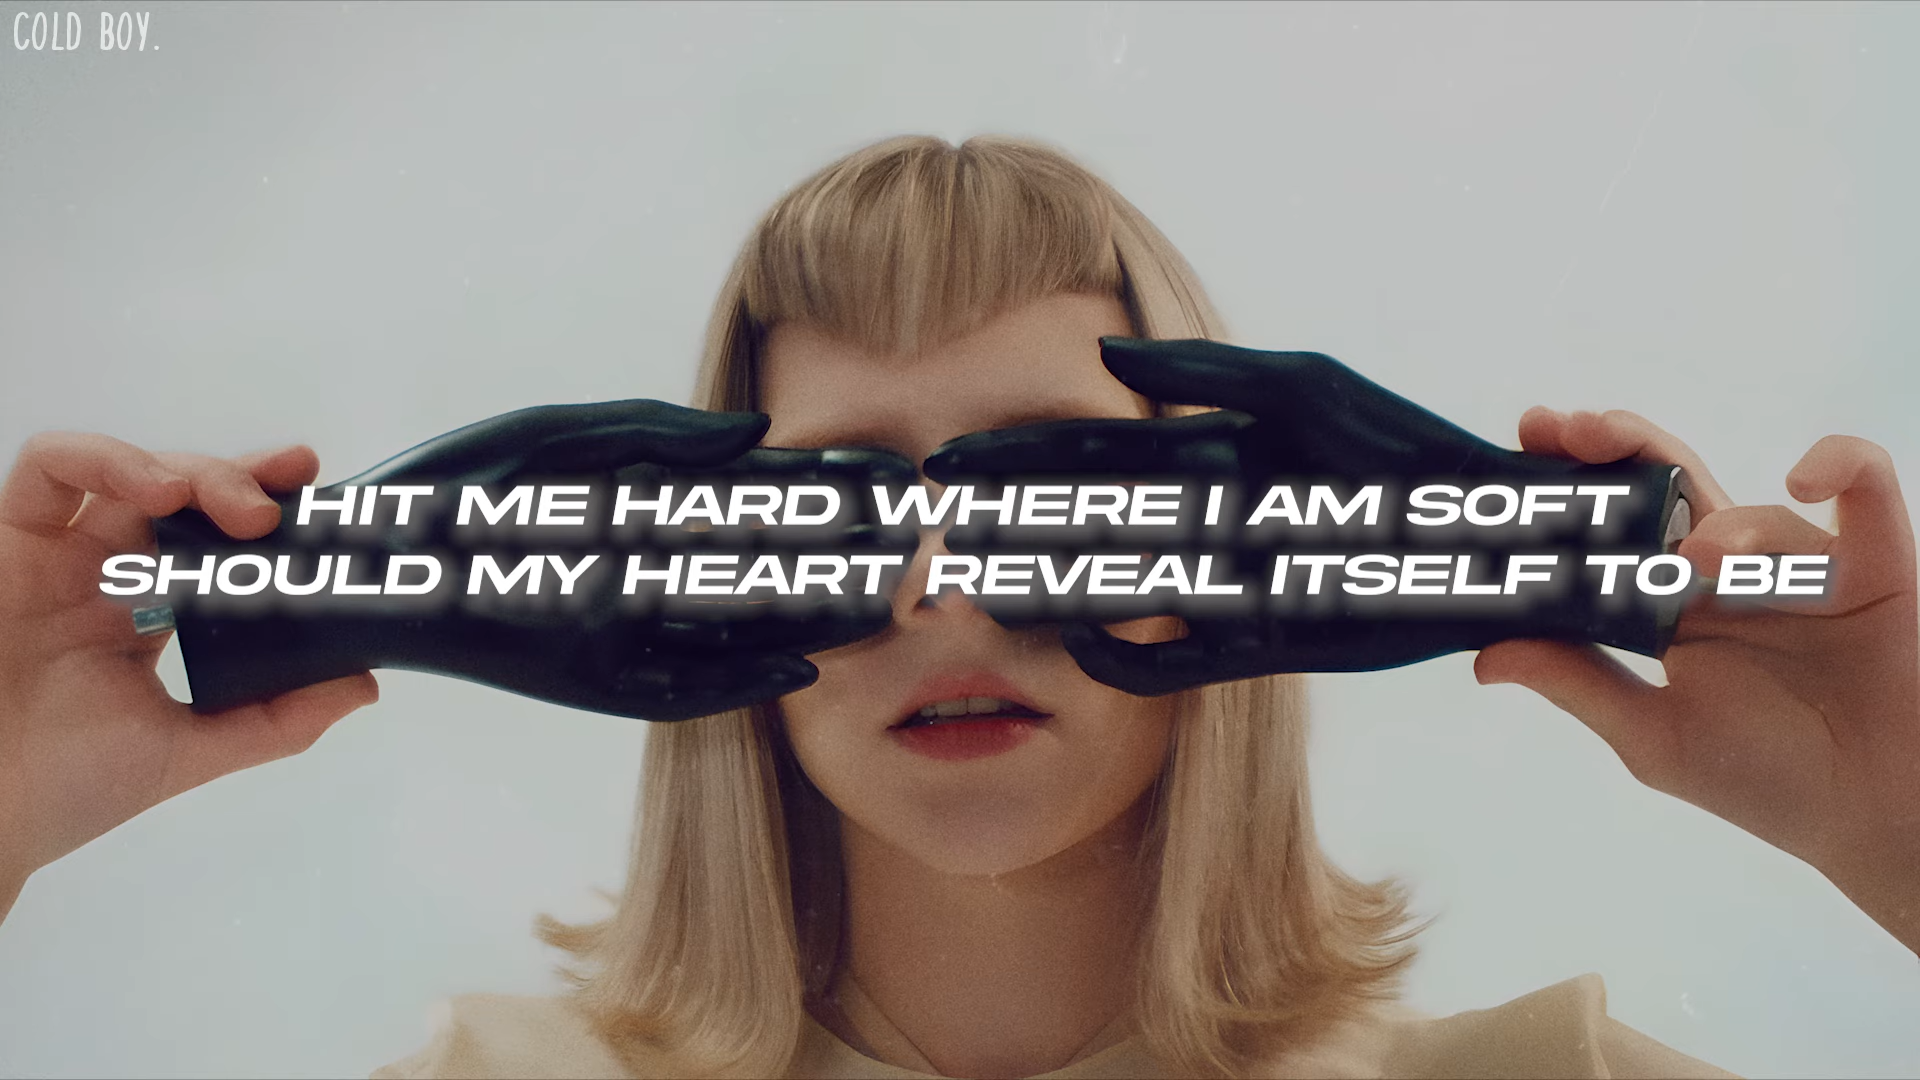 COLD BOY.
HIT ME HARD WHERE I AM SOFT
SHOULD MY HEART REVEAL ITSELF TO BE